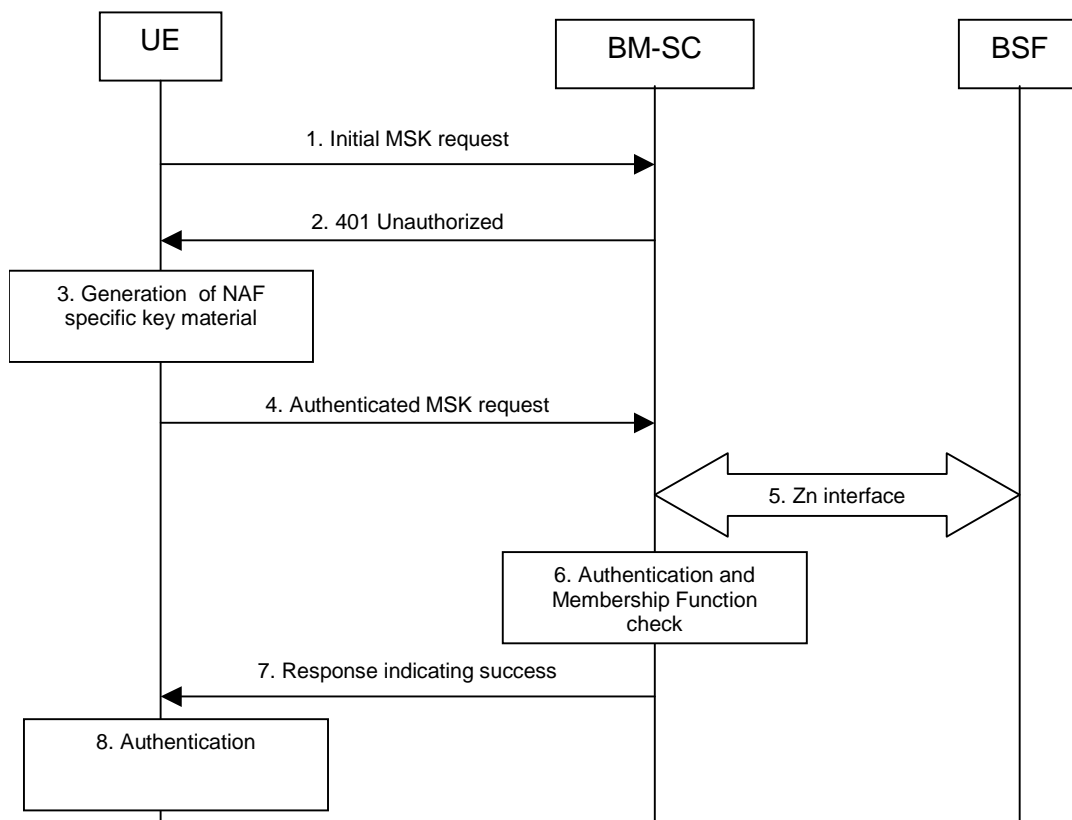 UE
BM-SC
BSF
1. Initial MSK request
2. 401 Unauthorized
3. Generation of NAF
specific key material
4. Authenticated MSK request
5. Zn interface
6. Authentication and
Membership Function
check
7. Response indicating success
8. Authentication